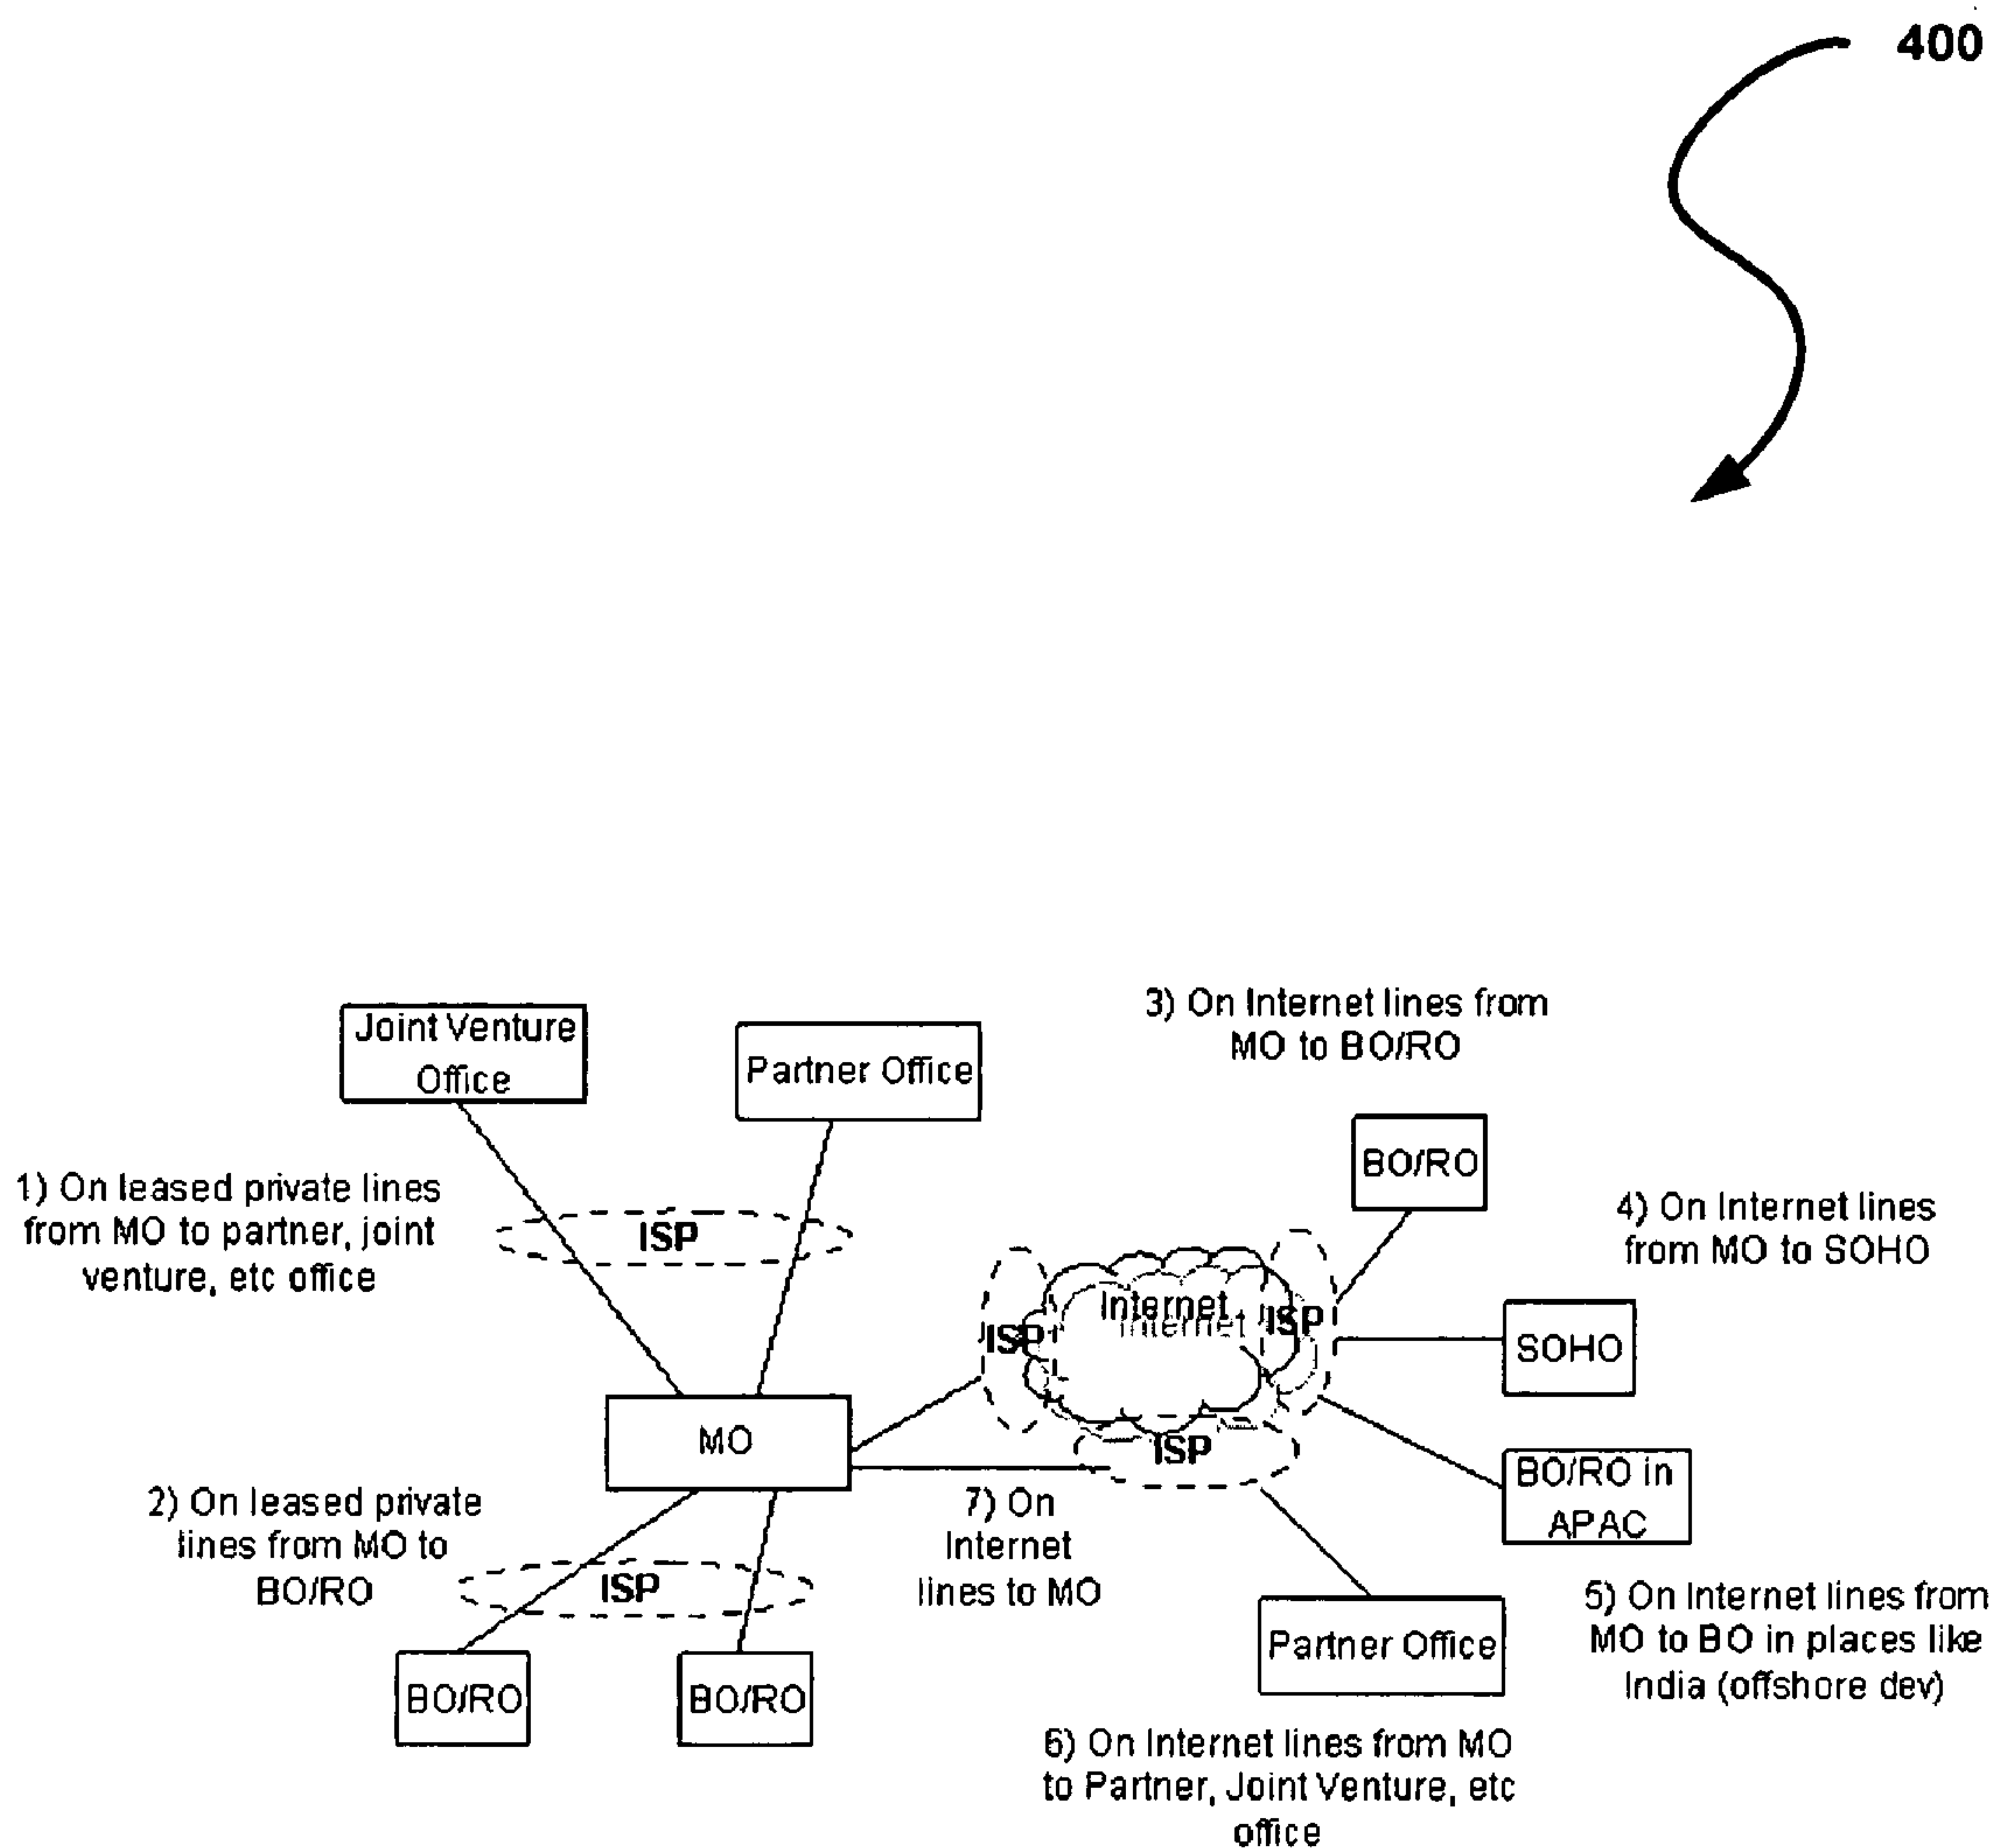 400
Joint Venture
Office
Partner Office
3) On Internet lines from
MO to BO/RO
BO/RO
1) On leased private lines
from MO to partner, joint
venture, etc office
ISP
4) On Internet lines
from MO to SOHO
Internet
Internet
ISP
ISP
SOHO
MO
ISP
BO/RO in
APAC
2) On leased private
lines from MO to
BO/RO
ISP
7) On
Internet
lines to MO
5) On Internet lines from
MO to BO in places like
India (offshore dev)
Partner Office
BO/RO
BO/RO
6) On Internet lines from MO
to Partner, Joint Venture, etc
office